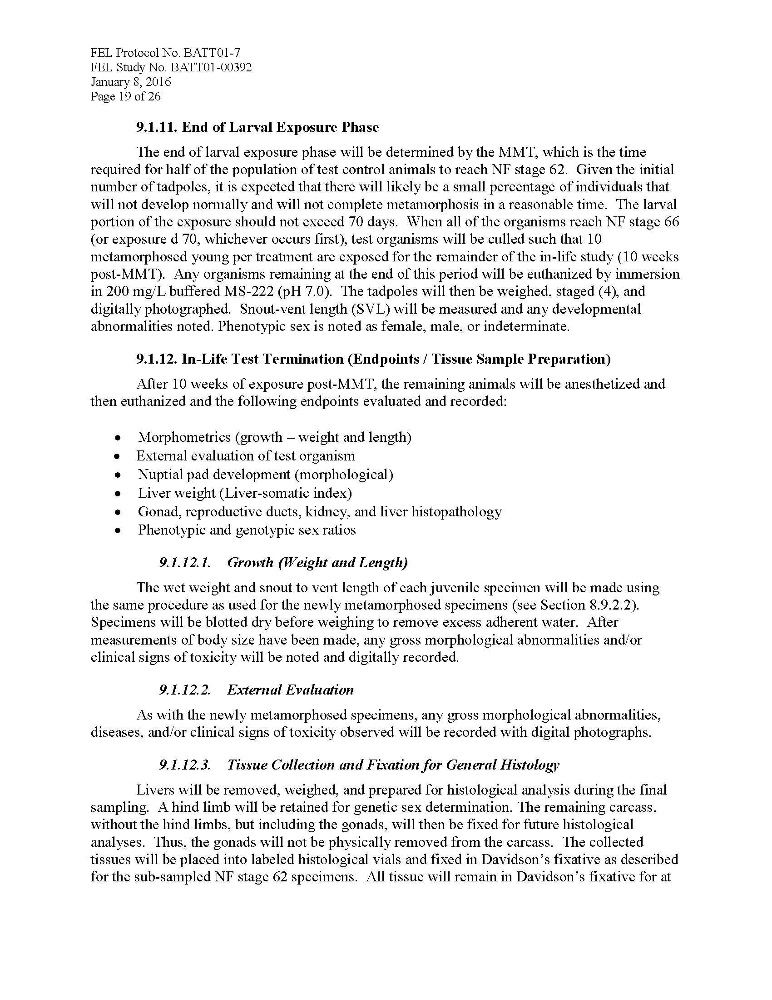 FEL Protocol No. BATT01-7
FEL Study No. BATT01-00392
January 8, 2016
Page 19 of 26
9.1.11. End of Larval Exposure Phase
The end of larval exposure phase will be determined by the MMT, which is the time
required for half of the population of test control animals to reach NF stage 62.  Given the initial
number of tadpoles, it is expected that there will likely be a small percentage of individuals that
will not develop normally and will not complete metamorphosis in a reasonable time.  The larval
portion of the exposure should not exceed 70 days.  When all of the organisms reach NF stage 66
(or exposure d 70, whichever occurs first), test organisms will be culled such that 10
metamorphosed young per treatment are exposed for the remainder of the in-life study (10 weeks
post-MMT).  Any organisms remaining at the end of this period will be euthanized by immersion
in 200 mg/L buffered MS-222 (pH 7.0).  The tadpoles will then be weighed, staged (4), and
digitally photographed.  Snout-vent length (SVL) will be measured and any developmental
abnormalities noted. Phenotypic sex is noted as female, male, or indeterminate.
9.1.12. In-Life Test Termination (Endpoints / Tissue Sample Preparation)
After 10 weeks of exposure post-MMT, the remaining animals will be anesthetized and
then euthanized and the following endpoints evaluated and recorded:
• Morphometrics (growth – weight and length)
• External evaluation of test organism
• Nuptial pad development (morphological)
• Liver weight (Liver-somatic index)
• Gonad, reproductive ducts, kidney, and liver histopathology
• Phenotypic and genotypic sex ratios
9.1.12.1. Growth (Weight and Length)
The wet weight and snout to vent length of each juvenile specimen will be made using
the same procedure as used for the newly metamorphosed specimens (see Section 8.9.2.2).
Specimens will be blotted dry before weighing to remove excess adherent water.  After
measurements of body size have been made, any gross morphological abnormalities and/or
clinical signs of toxicity will be noted and digitally recorded.
9.1.12.2. External Evaluation
As with the newly metamorphosed specimens, any gross morphological abnormalities,
diseases, and/or clinical signs of toxicity observed will be recorded with digital photographs.
9.1.12.3. Tissue Collection and Fixation for General Histology
Livers will be removed, weighed, and prepared for histological analysis during the final
sampling.  A hind limb will be retained for genetic sex determination. The remaining carcass,
without the hind limbs, but including the gonads, will then be fixed for future histological
analyses.  Thus, the gonads will not be physically removed from the carcass.  The collected
tissues will be placed into labeled histological vials and fixed in Davidson’s fixative as described
for the sub-sampled NF stage 62 specimens.  All tissue will remain in Davidson’s fixative for at